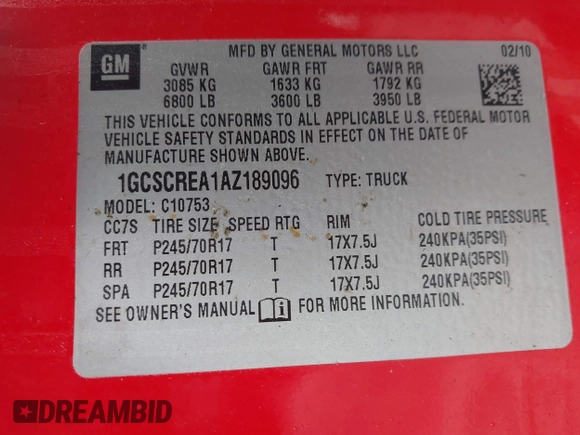 GM
MFD BY GENERAL MOTORS LLC 02/10
GVWR GAWR FRT GAWR RR
3085 KG 1633 KG 1792 KG
6800 LB 3600 LB 3950 LB
THIS VEHICLE CONFORMS TO ALL APPLICABLE U.S. FEDERAL MOTOR
VEHICLE SAFETY STANDARDS IN EFFECT ON THE DATE OF
MANUFACTURE SHOWN ABOVE.
1GCSCREA1AZ189096 TYPE: TRUCK
MODEL: C10753
CC7S TIRE SIZE SPEED RTG RIM COLD TIRE PRESSURE
FRT P245/70R17 T 17X7.5J 240KPA(35PSI)
RR P245/70R17 T 17X7.5J 240KPA(35PSI)
SPA P245/70R17 T 17X7.5J 240KPA(35PSI)
SEE OWNER'S MANUAL FOR MORE INFORMATION.
DREAMBID